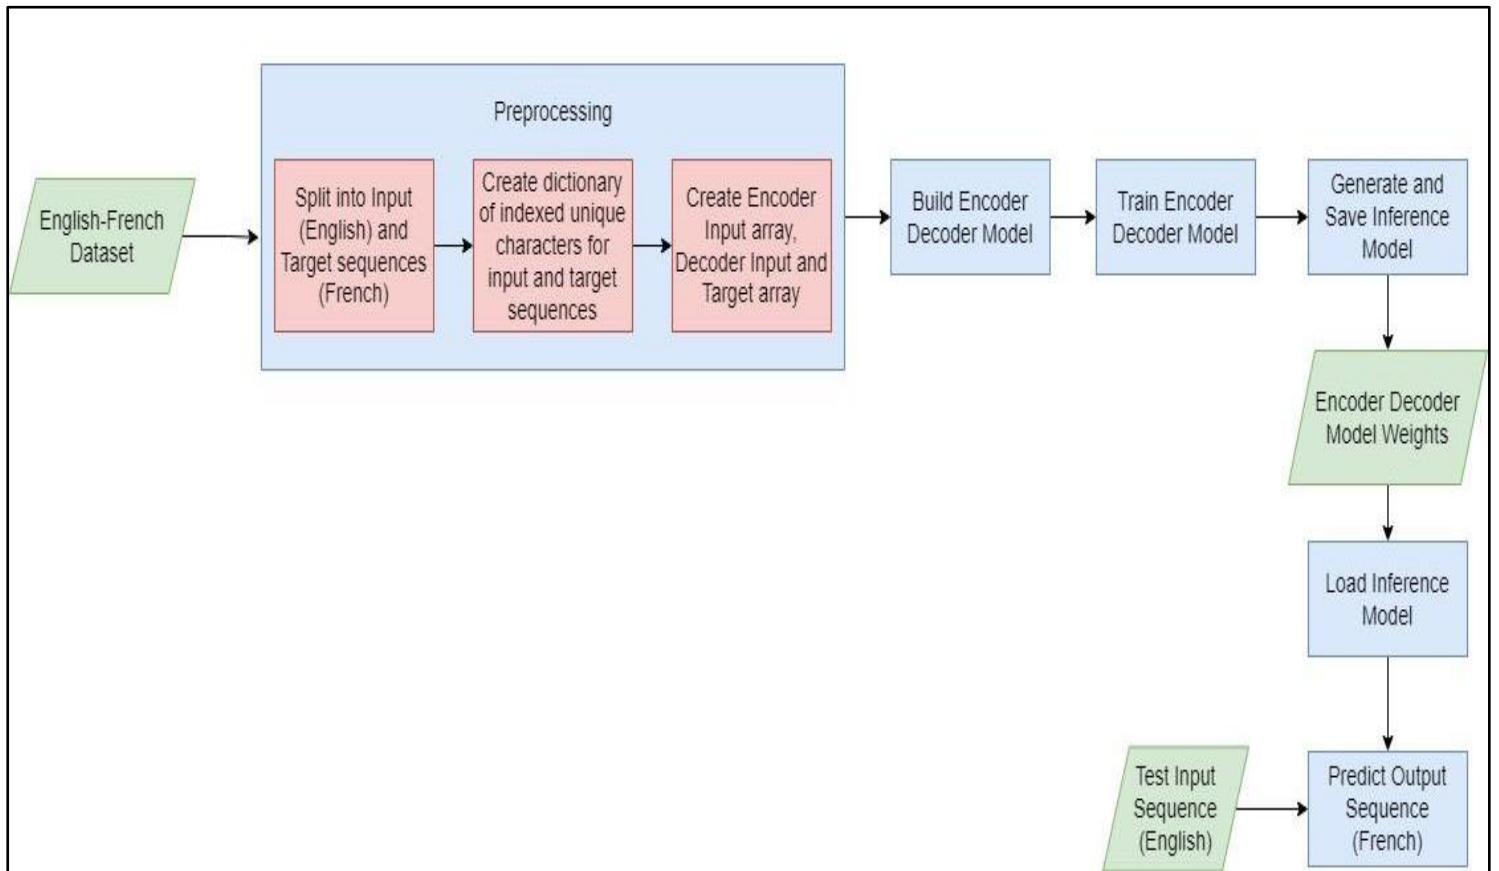 Preprocessing
English-French
Dataset
Split into Input
(English) and
Target sequences
(French)
Create dictionary
of indexed unique
characters for
input and target
sequences
Create Encoder
Input array,
Decoder Input and
Target array
Build Encoder
Decoder Model
Train Encoder
Decoder Model
Generate and
Save Inference
Model
Encoder Decoder
Model Weights
Load Inference
Model
Test Input
Sequence
(English)
Predict Output
Sequence
(French)